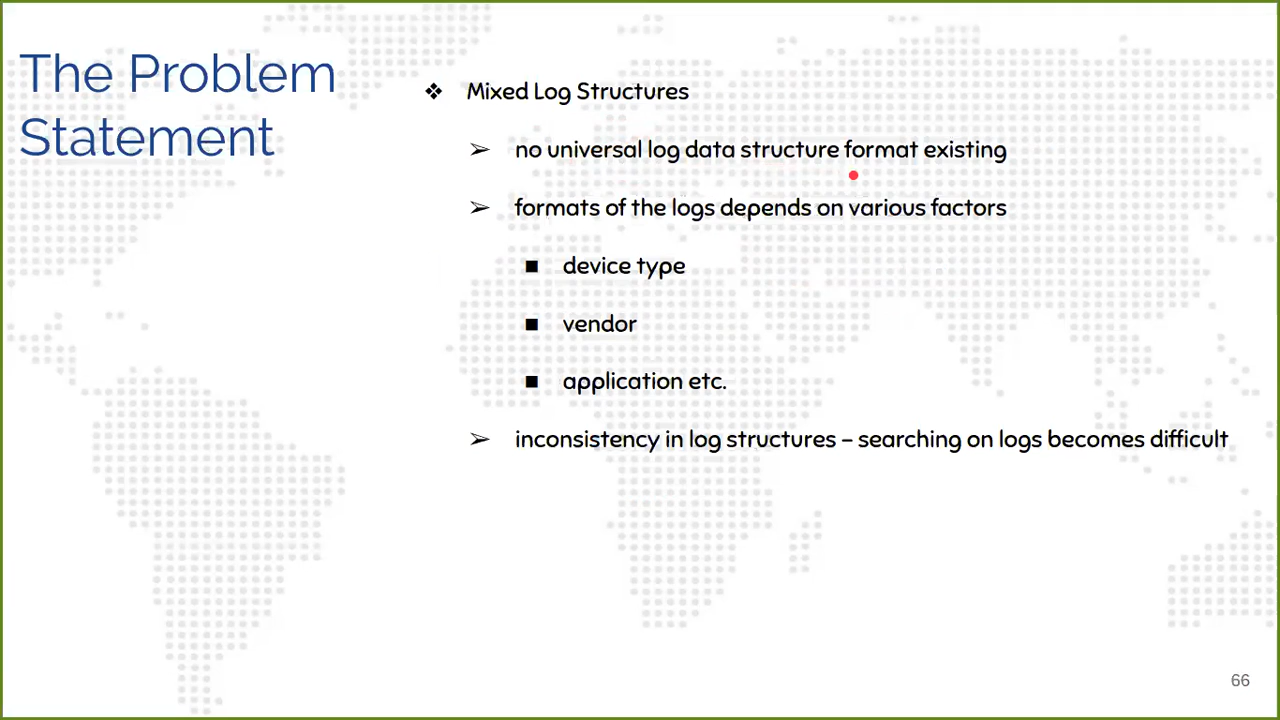 The Problem
Statement
❖ Mixed Log Structures
➢ no universal log data structure format existing
➢ formats of the logs depends on various factors
■ device type
■ vendor
■ application etc.
➢ inconsistency in log structures – searching on logs becomes difficult
66